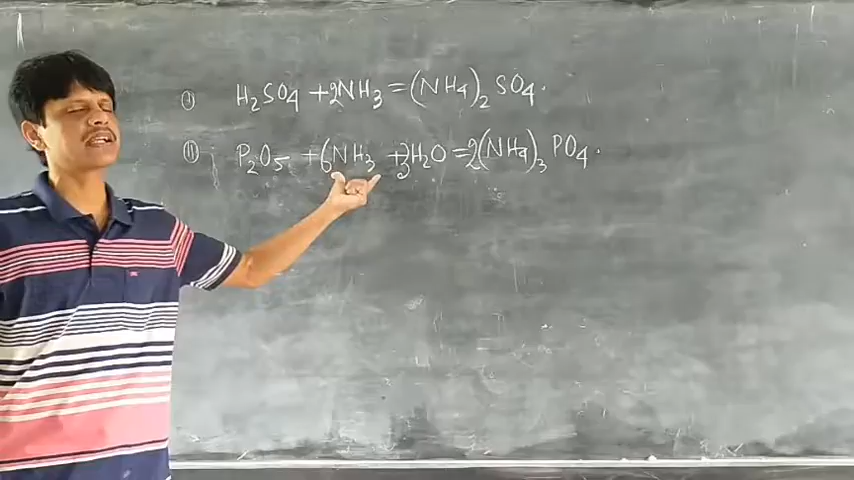 (i) H₂SO₄ + 2NH₃ = (NH₄)₂ SO₄.
(ii) P₂O₅ + 6NH₃ + 3H₂O = 2(NH₄)₃ PO₄.